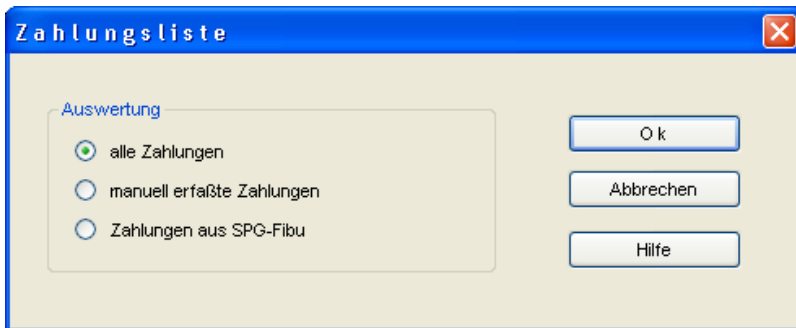 Zahlungsliste
Auswertung
alle Zahlungen
manuell erfaßte Zahlungen
Zahlungen aus SPG-Fibu
Ok
Abbrechen
Hilfe